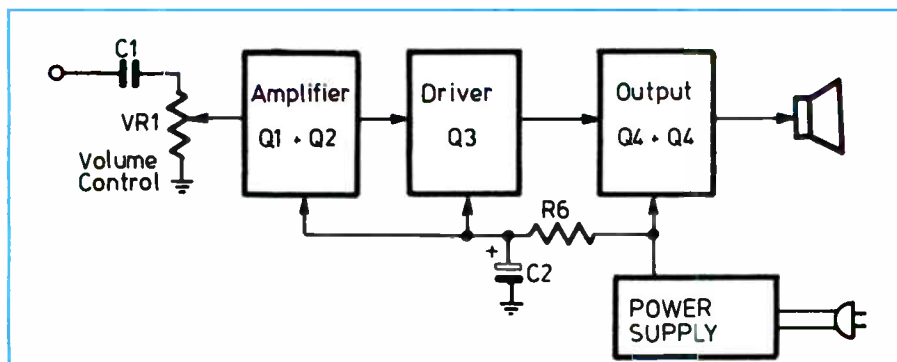 C1
VR1
Volume
Control
Amplifier
Q1 + Q2
Driver
Q3
Output
Q4 + Q4
R6
+
C2
POWER
SUPPLY